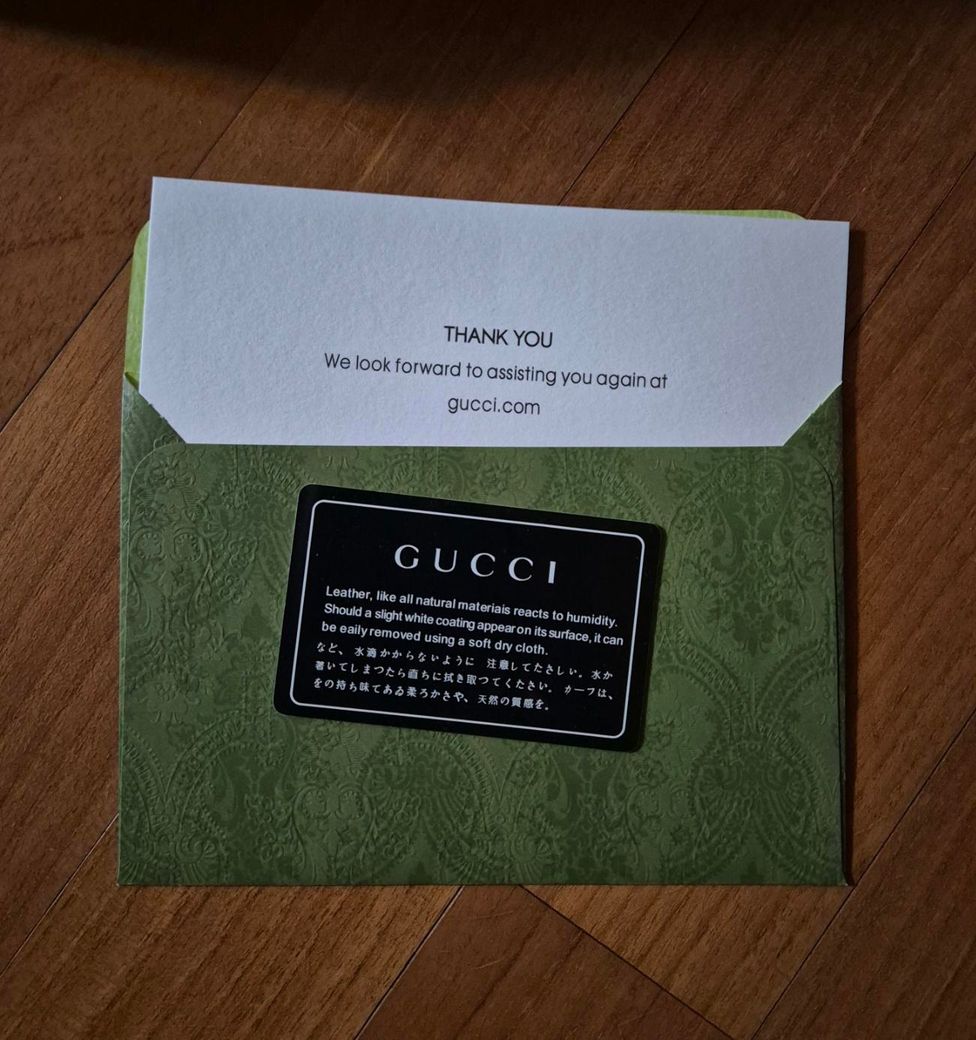 THANK YOU
We look forward to assisting you again at
gucci.com
GUCCI
Leather, like all natural materiais reacts to humidity.
Should a slight white coating appear on its surface, it can
be eaily removed using a soft dry cloth.
など、水滴かからないように 注意してたさしい。水か
著いてしまつたら直ちに拭き取つてください。カーフは、
をの持ち味てある柔ろかさや、天然の質感を。